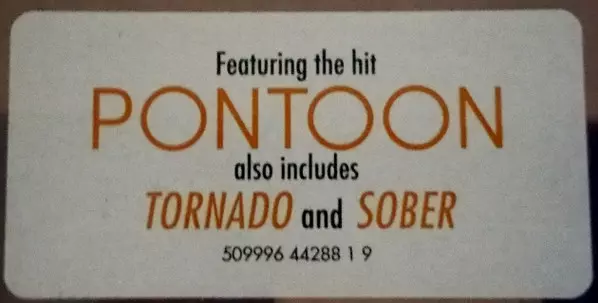 Featuring the hit
PONTOON
also includes
TORNADO and SOBER
509996 44288 1 9